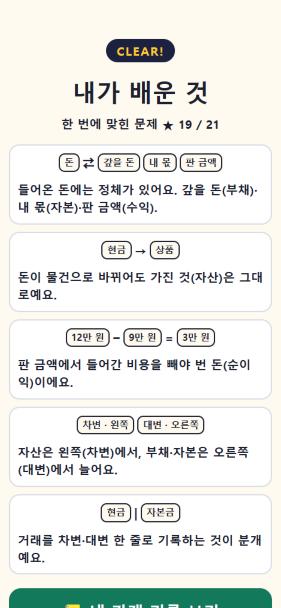 CLEAR!
내가 배운 것
한 번에 맞힌 문제 ★ 19 / 21
돈 ⇄ 갚을 돈 내 몫 판 금액
들어온 돈에는 정체가 있어요. 갚을 돈(부채)·
내 몫(자본)·판 금액(수익).
현금 → 상품
돈이 물건으로 바뀌어도 가진 것(자산)은 그대
로예요.
12만 원 − 9만 원 = 3만 원
판 금액에서 들어간 비용을 빼야 번 돈(순이
익)이에요.
차변 · 왼쪽 대변 · 오른쪽
자산은 왼쪽(차변)에서, 부채·자본은 오른쪽
(대변)에서 늘어요.
현금 | 자본금
거래를 차변·대변 한 줄로 기록하는 것이 분개
예요.